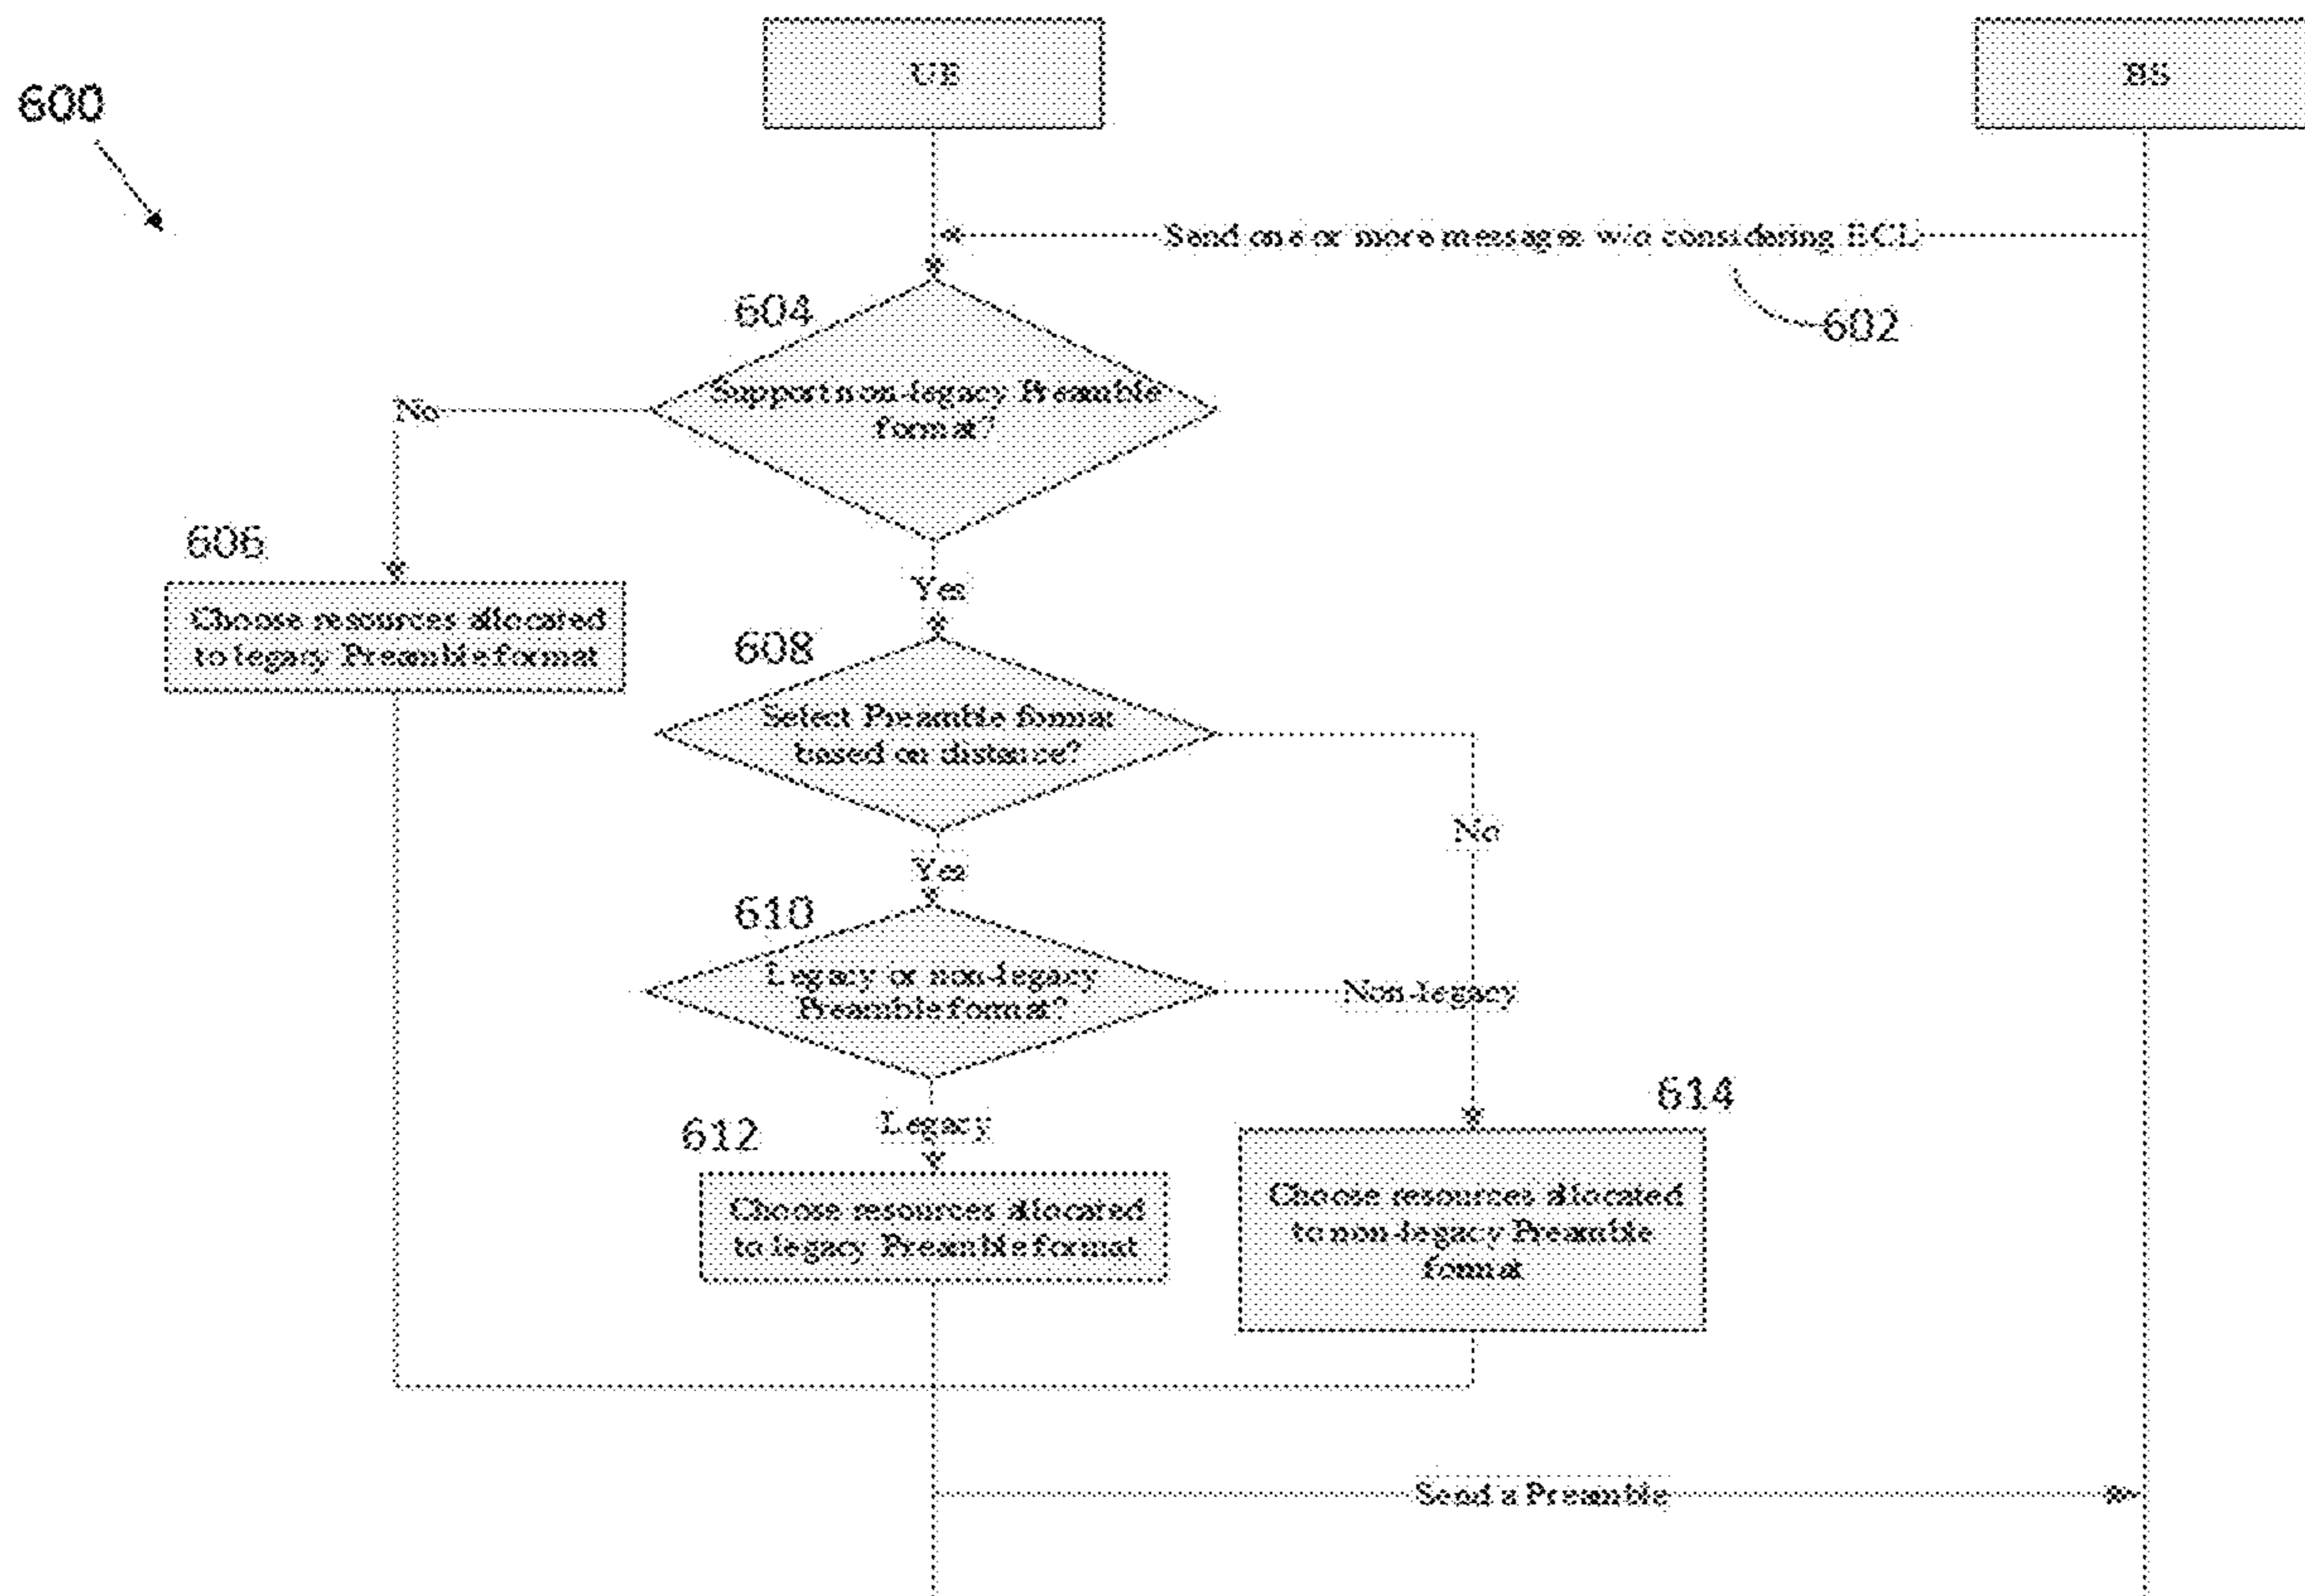 UE
BS
600
Send one or more messages w/o considering ECL
602
604
Support non-legacy Preamble
format?
No
606
Choose resources allocated
to legacy Preamble format
Yes
608
Select Preamble format
based on distance?
No
Yes
610
Legacy or non-legacy
Preamble format?
Non-legacy
614
Legacy
612
Choose resources allocated
to legacy Preamble format
Choose resources allocated
to non-legacy Preamble
format
Send a Preamble